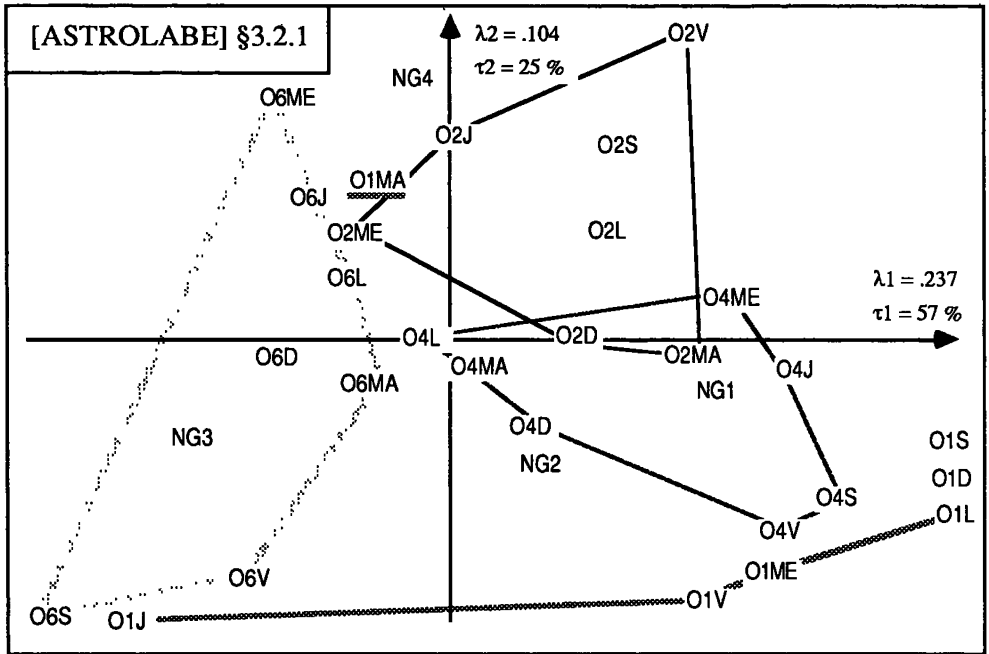 [ASTROLABE] §3.2.1
λ2 = .104
τ2 = 25 %
O2V
NG4
O6ME
O2J
O2S
O1MA
O6J
O2ME
O2L
O6L
λ1 = .237
τ1 = 57 %
O4ME
O4L
O2D
O6D
O2MA
O4MA
O4J
O6MA
NG1
O4D
NG3
O1S
NG2
O1D
O4S
O1L
O4V
O1ME
O6V
O1V
O6S
O1J